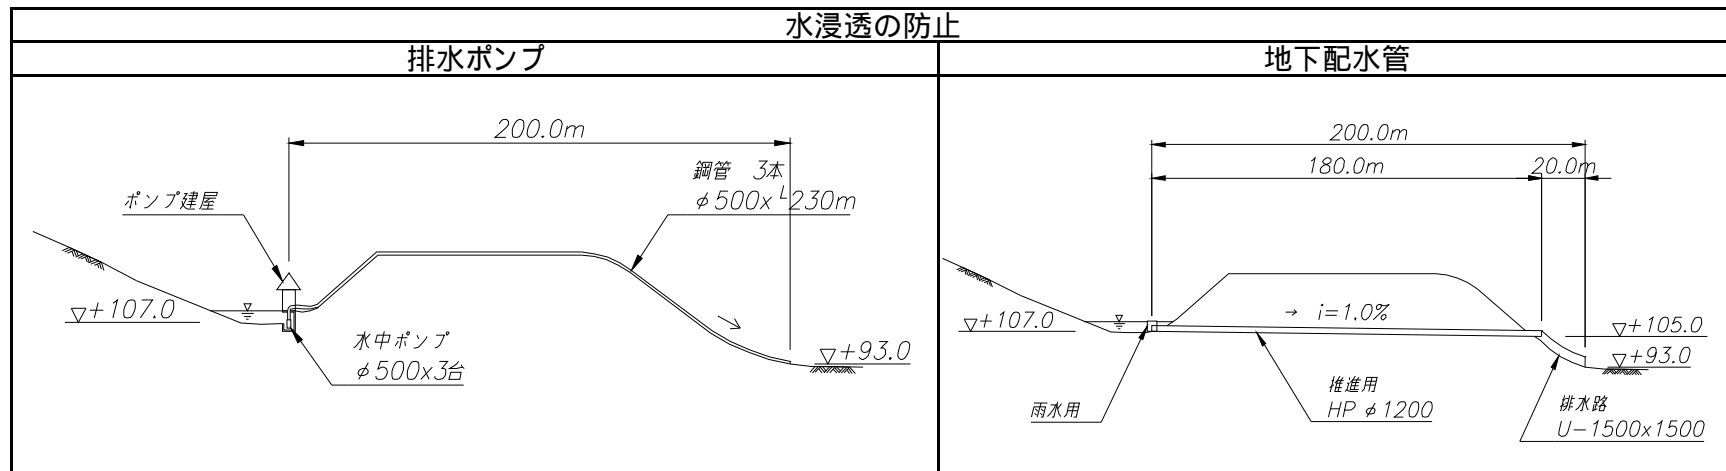 水浸透の防止
排水ポンプ
地下配水管
200.0m
鋼管 3本
φ500x L230m
ポンプ建屋
▽+107.0
水中ポンプ
φ500x3台
▽+93.0
200.0m
180.0m
20.0m
▽+107.0
→ i=1.0%
▽+105.0
▽+93.0
雨水用
推進用
HP φ1200
排水路
U-1500x1500